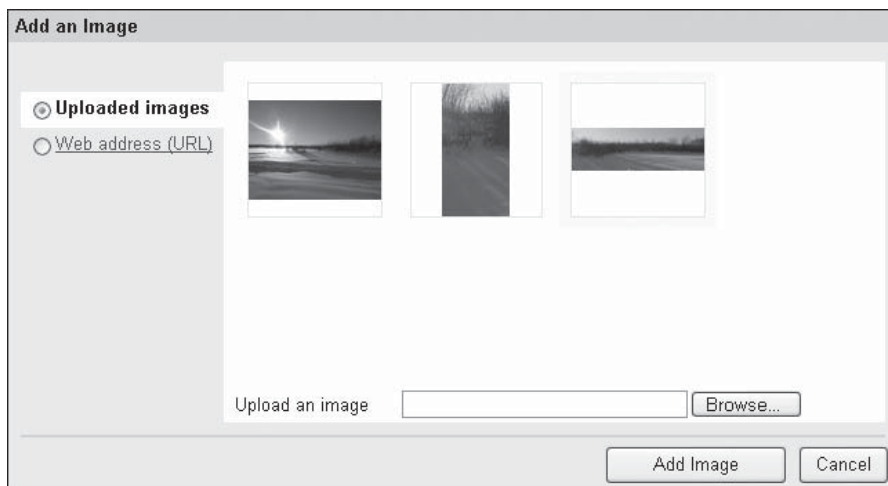 Add an Image
Uploaded images
Web address (URL)
Upload an image
Browse...
Add Image
Cancel